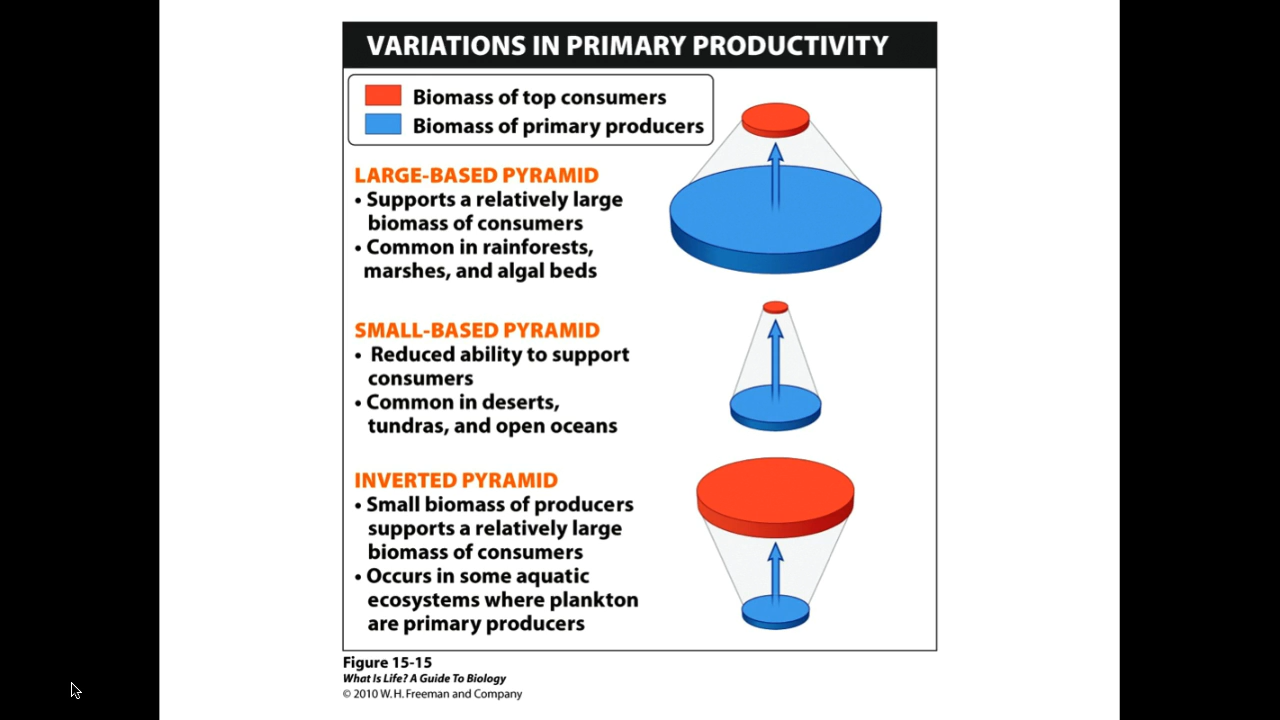 VARIATIONS IN PRIMARY PRODUCTIVITY
Biomass of top consumers
Biomass of primary producers
LARGE-BASED PYRAMID
• Supports a relatively large
biomass of consumers
• Common in rainforests,
marshes, and algal beds
SMALL-BASED PYRAMID
• Reduced ability to support
consumers
• Common in deserts,
tundras, and open oceans
INVERTED PYRAMID
• Small biomass of producers
supports a relatively large
biomass of consumers
• Occurs in some aquatic
ecosystems where plankton
are primary producers
Figure 15-15
What Is Life? A Guide To Biology
© 2010 W. H. Freeman and Company